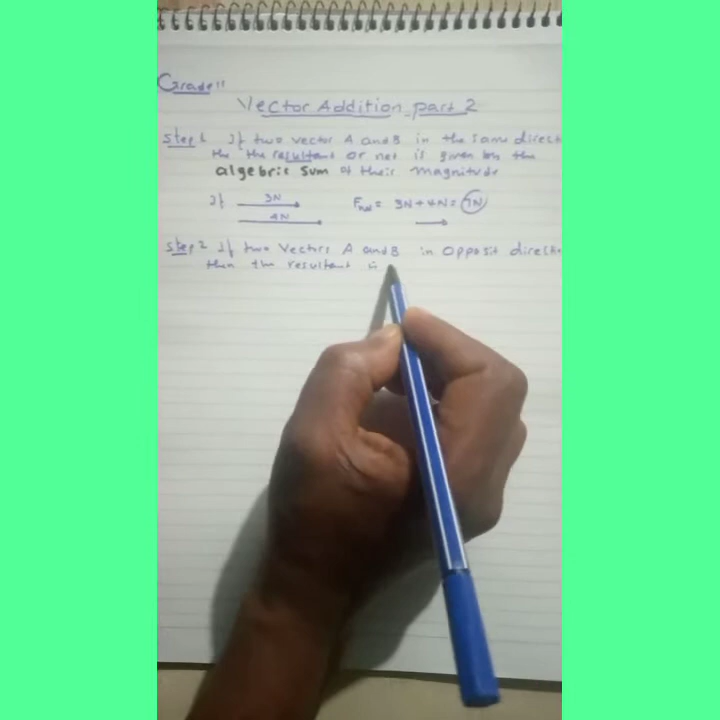 Grade 11
Vector Addition part 2
Step 1 If two vector A and B in the same direct
the the resultant or net is given by the
algebric sum of their magnitude
If 3N Fnet = 3N + 4N = 7N
4N
Step 2 If two vectors A and B in opposit direct
then the resultant is